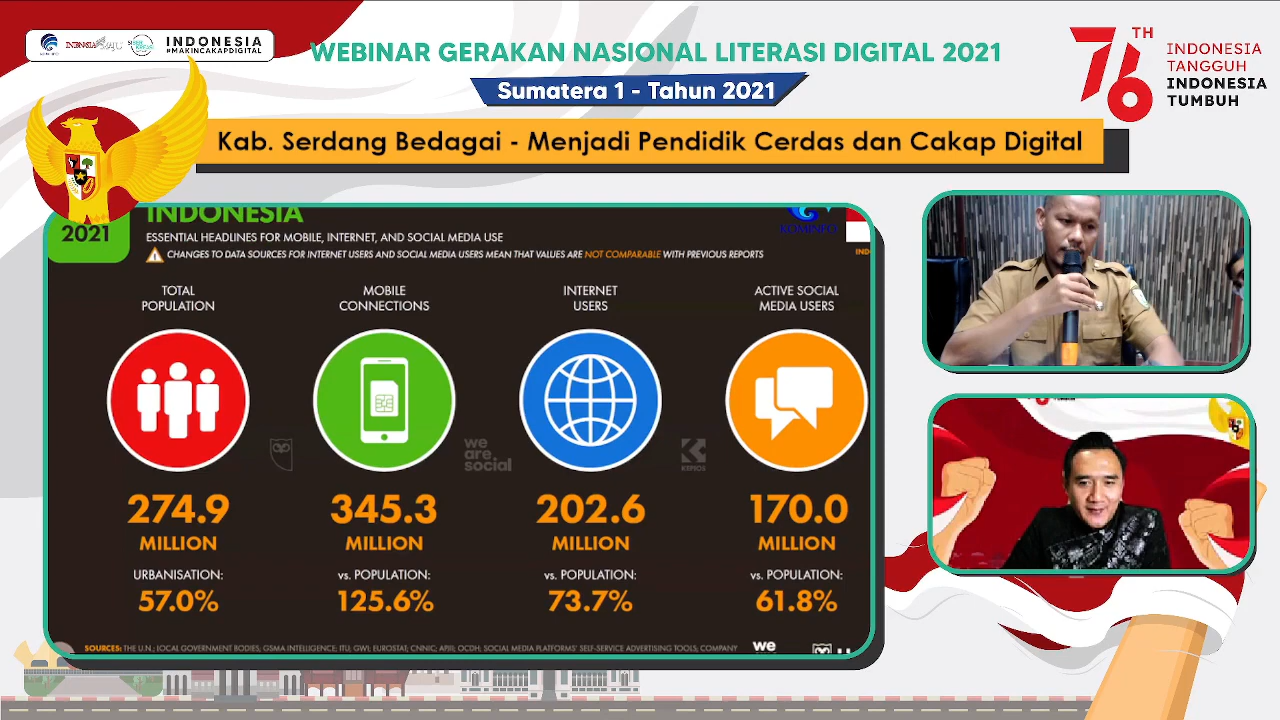 INDONESIA
#MAKINCAKAPDIGITAL
WEBINAR GERAKAN NASIONAL LITERASI DIGITAL 2021
Sumatera 1 - Tahun 2021
Kab. Serdang Bedagai - Menjadi Pendidik Cerdas dan Cakap Digital
76TH
INDONESIA
TANGGUH
INDONESIA
TUMBUH
2021
INDONESIA
ESSENTIAL HEADLINES FOR MOBILE, INTERNET, AND SOCIAL MEDIA USE
CHANGES TO DATA SOURCES FOR INTERNET USERS AND SOCIAL MEDIA USERS MEAN THAT VALUES ARE NOT COMPARABLE WITH PREVIOUS REPORTS
KOMINFO
TOTAL POPULATION
MOBILE CONNECTIONS
INTERNET USERS
ACTIVE SOCIAL MEDIA USERS
we are social
KEPIOS
274.9 MILLION
345.3 MILLION
202.6 MILLION
170.0 MILLION
URBANISATION: 57.0%
vs. POPULATION: 125.6%
vs. POPULATION: 73.7%
vs. POPULATION: 61.8%
SOURCES: THE U.N.; LOCAL GOVERNMENT BODIES; GSMA INTELLIGENCE; ITU; GWI; EUROSTAT; CNNIC; APJII; OCDH; SOCIAL MEDIA PLATFORMS' SELF-SERVICE ADVERTISING TOOLS; COMPANY
we